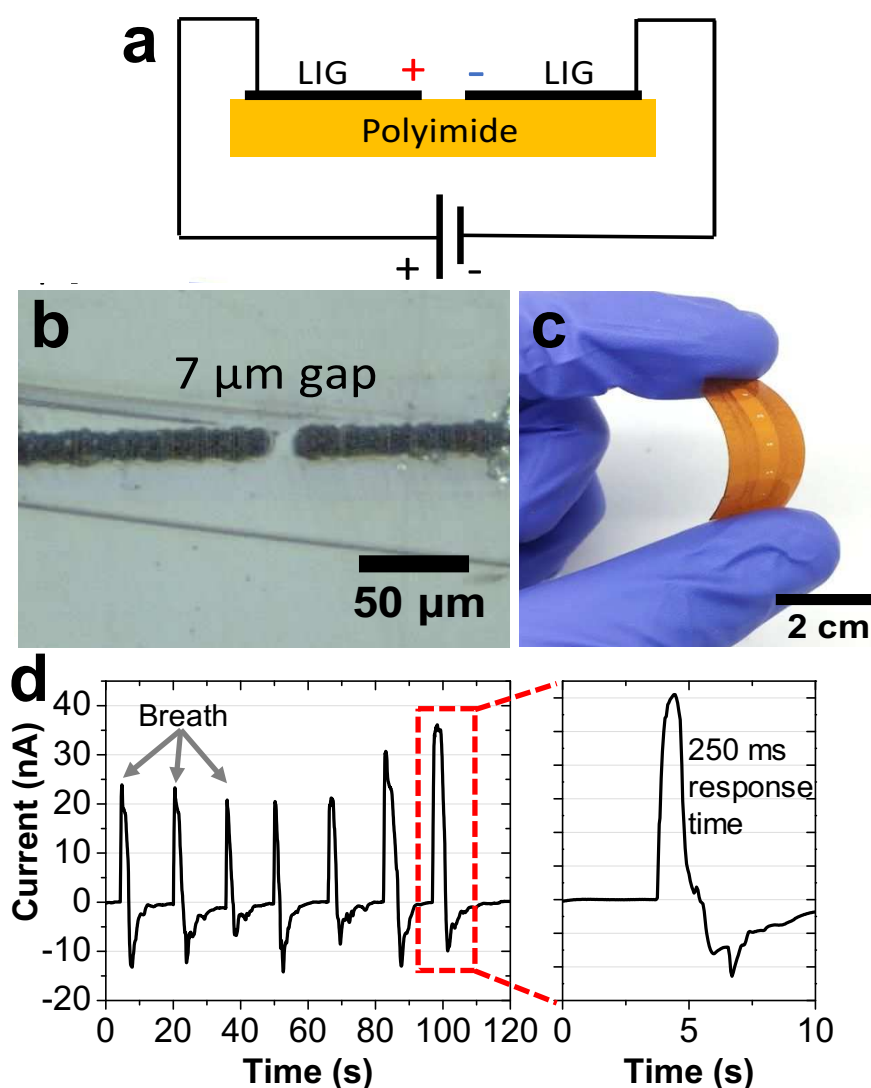 a
LIG + - LIG
Polyimide
+ -
b
7 µm gap
50 µm
c
2 cm
d
Current (nA)
40
30
20
10
0
-10
-20
Breath
0 20 40 60 80 100 120
Time (s)
250 ms
response
time
0 5 10
Time (s)